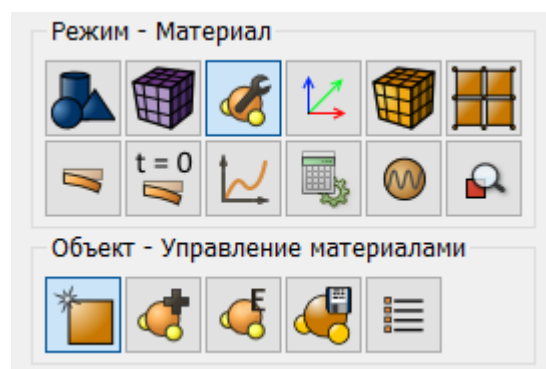 Режим - Материал
t = 0
Объект - Управление материалами
E